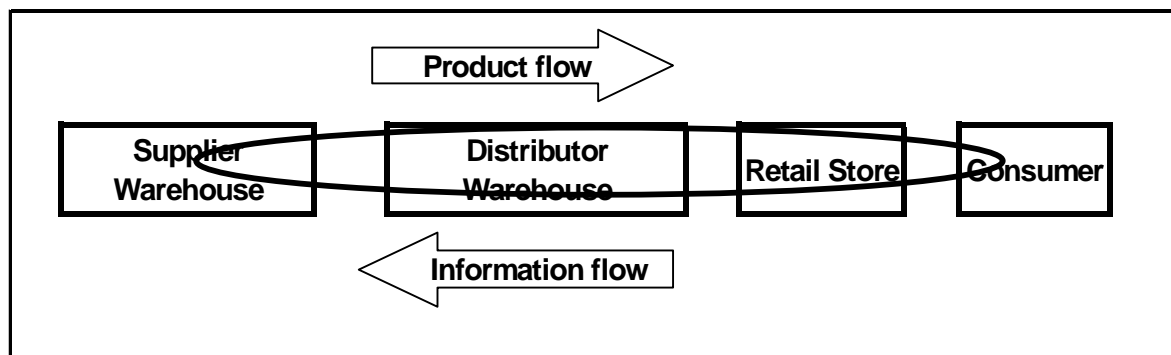 Product flow
Supplier
Warehouse
Distributor
Warehouse
Retail Store
Consumer
Information flow